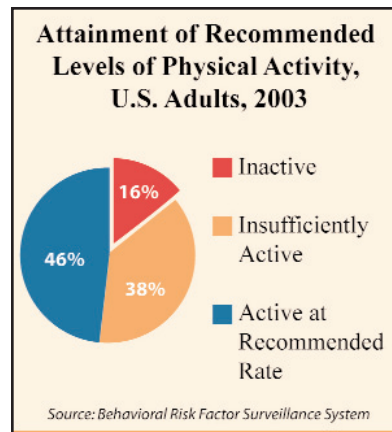 Attainment of Recommended
Levels of Physical Activity,
U.S. Adults, 2003
16%
46%
38%
Inactive
Insufficiently
Active
Active at
Recommended
Rate
Source: Behavioral Risk Factor Surveillance System